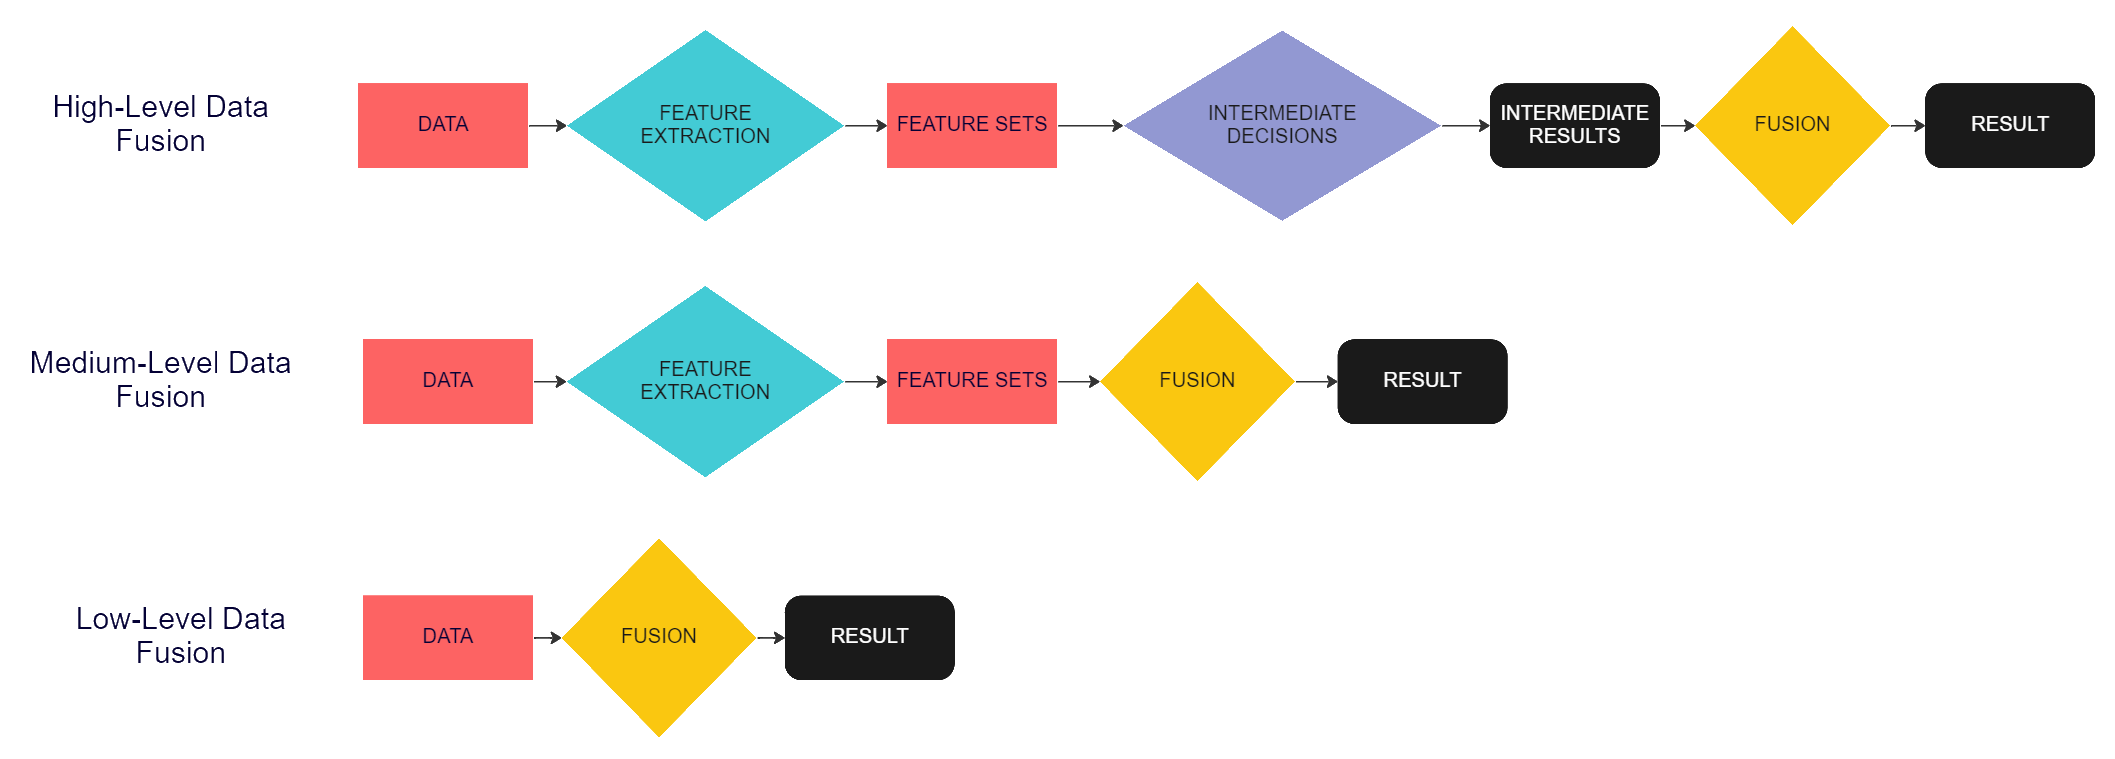 High-Level Data
Fusion
DATA
FEATURE
EXTRACTION
FEATURE SETS
INTERMEDIATE
DECISIONS
INTERMEDIATE
RESULTS
FUSION
RESULT
Medium-Level Data
Fusion
DATA
FEATURE
EXTRACTION
FEATURE SETS
FUSION
RESULT
Low-Level Data
Fusion
DATA
FUSION
RESULT